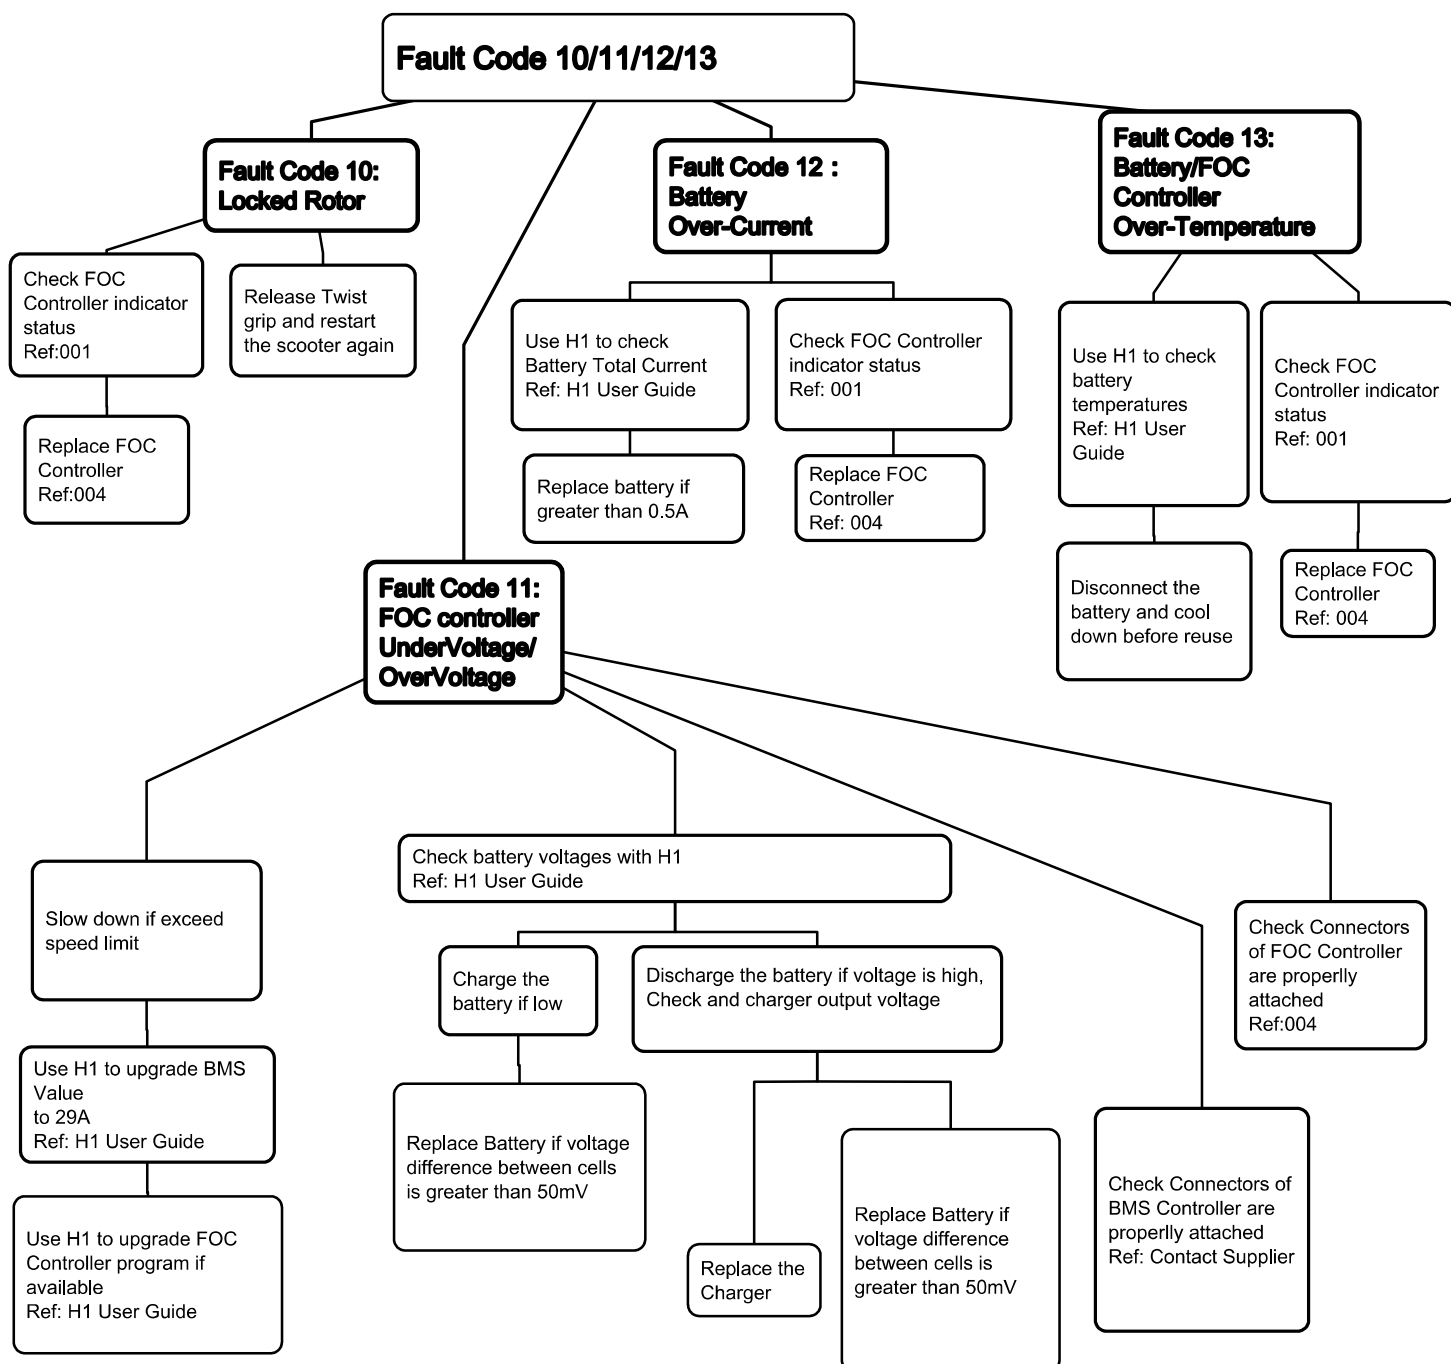 Fault Code 10/11/12/13
Fault Code 10:
Locked Rotor
Check FOC
Controller indicator
status
Ref:001
Replace FOC
Controller
Ref:004
Release Twist
grip and restart
the scooter again
Fault Code 12 :
Battery
Over-Current
Use H1 to check
Battery Total Current
Ref: H1 User Guide
Replace battery if
greater than 0.5A
Check FOC Controller
indicator status
Ref: 001
Replace FOC
Controller
Ref: 004
Fault Code 13:
Battery/FOC
Controller
Over-Temperature
Use H1 to check
battery
temperatures
Ref: H1 User
Guide
Disconnect the
battery and cool
down before reuse
Check FOC
Controller indicator
status
Ref: 001
Replace FOC
Controller
Ref: 004
Fault Code 11:
FOC controller
UnderVoltage/
OverVoltage
Slow down if exceed
speed limit
Use H1 to upgrade BMS
Value
to 29A
Ref: H1 User Guide
Use H1 to upgrade FOC
Controller program if
available
Ref: H1 User Guide
Check battery voltages with H1
Ref: H1 User Guide
Charge the
battery if low
Replace Battery if voltage
difference between cells
is greater than 50mV
Discharge the battery if voltage is high,
Check and charger output voltage
Replace the
Charger
Replace Battery if
voltage difference
between cells is
greater than 50mV
Check Connectors of
BMS Controller are
properlly attached
Ref: Contact Supplier
Check Connectors
of FOC Controller
are properlly
attached
Ref:004